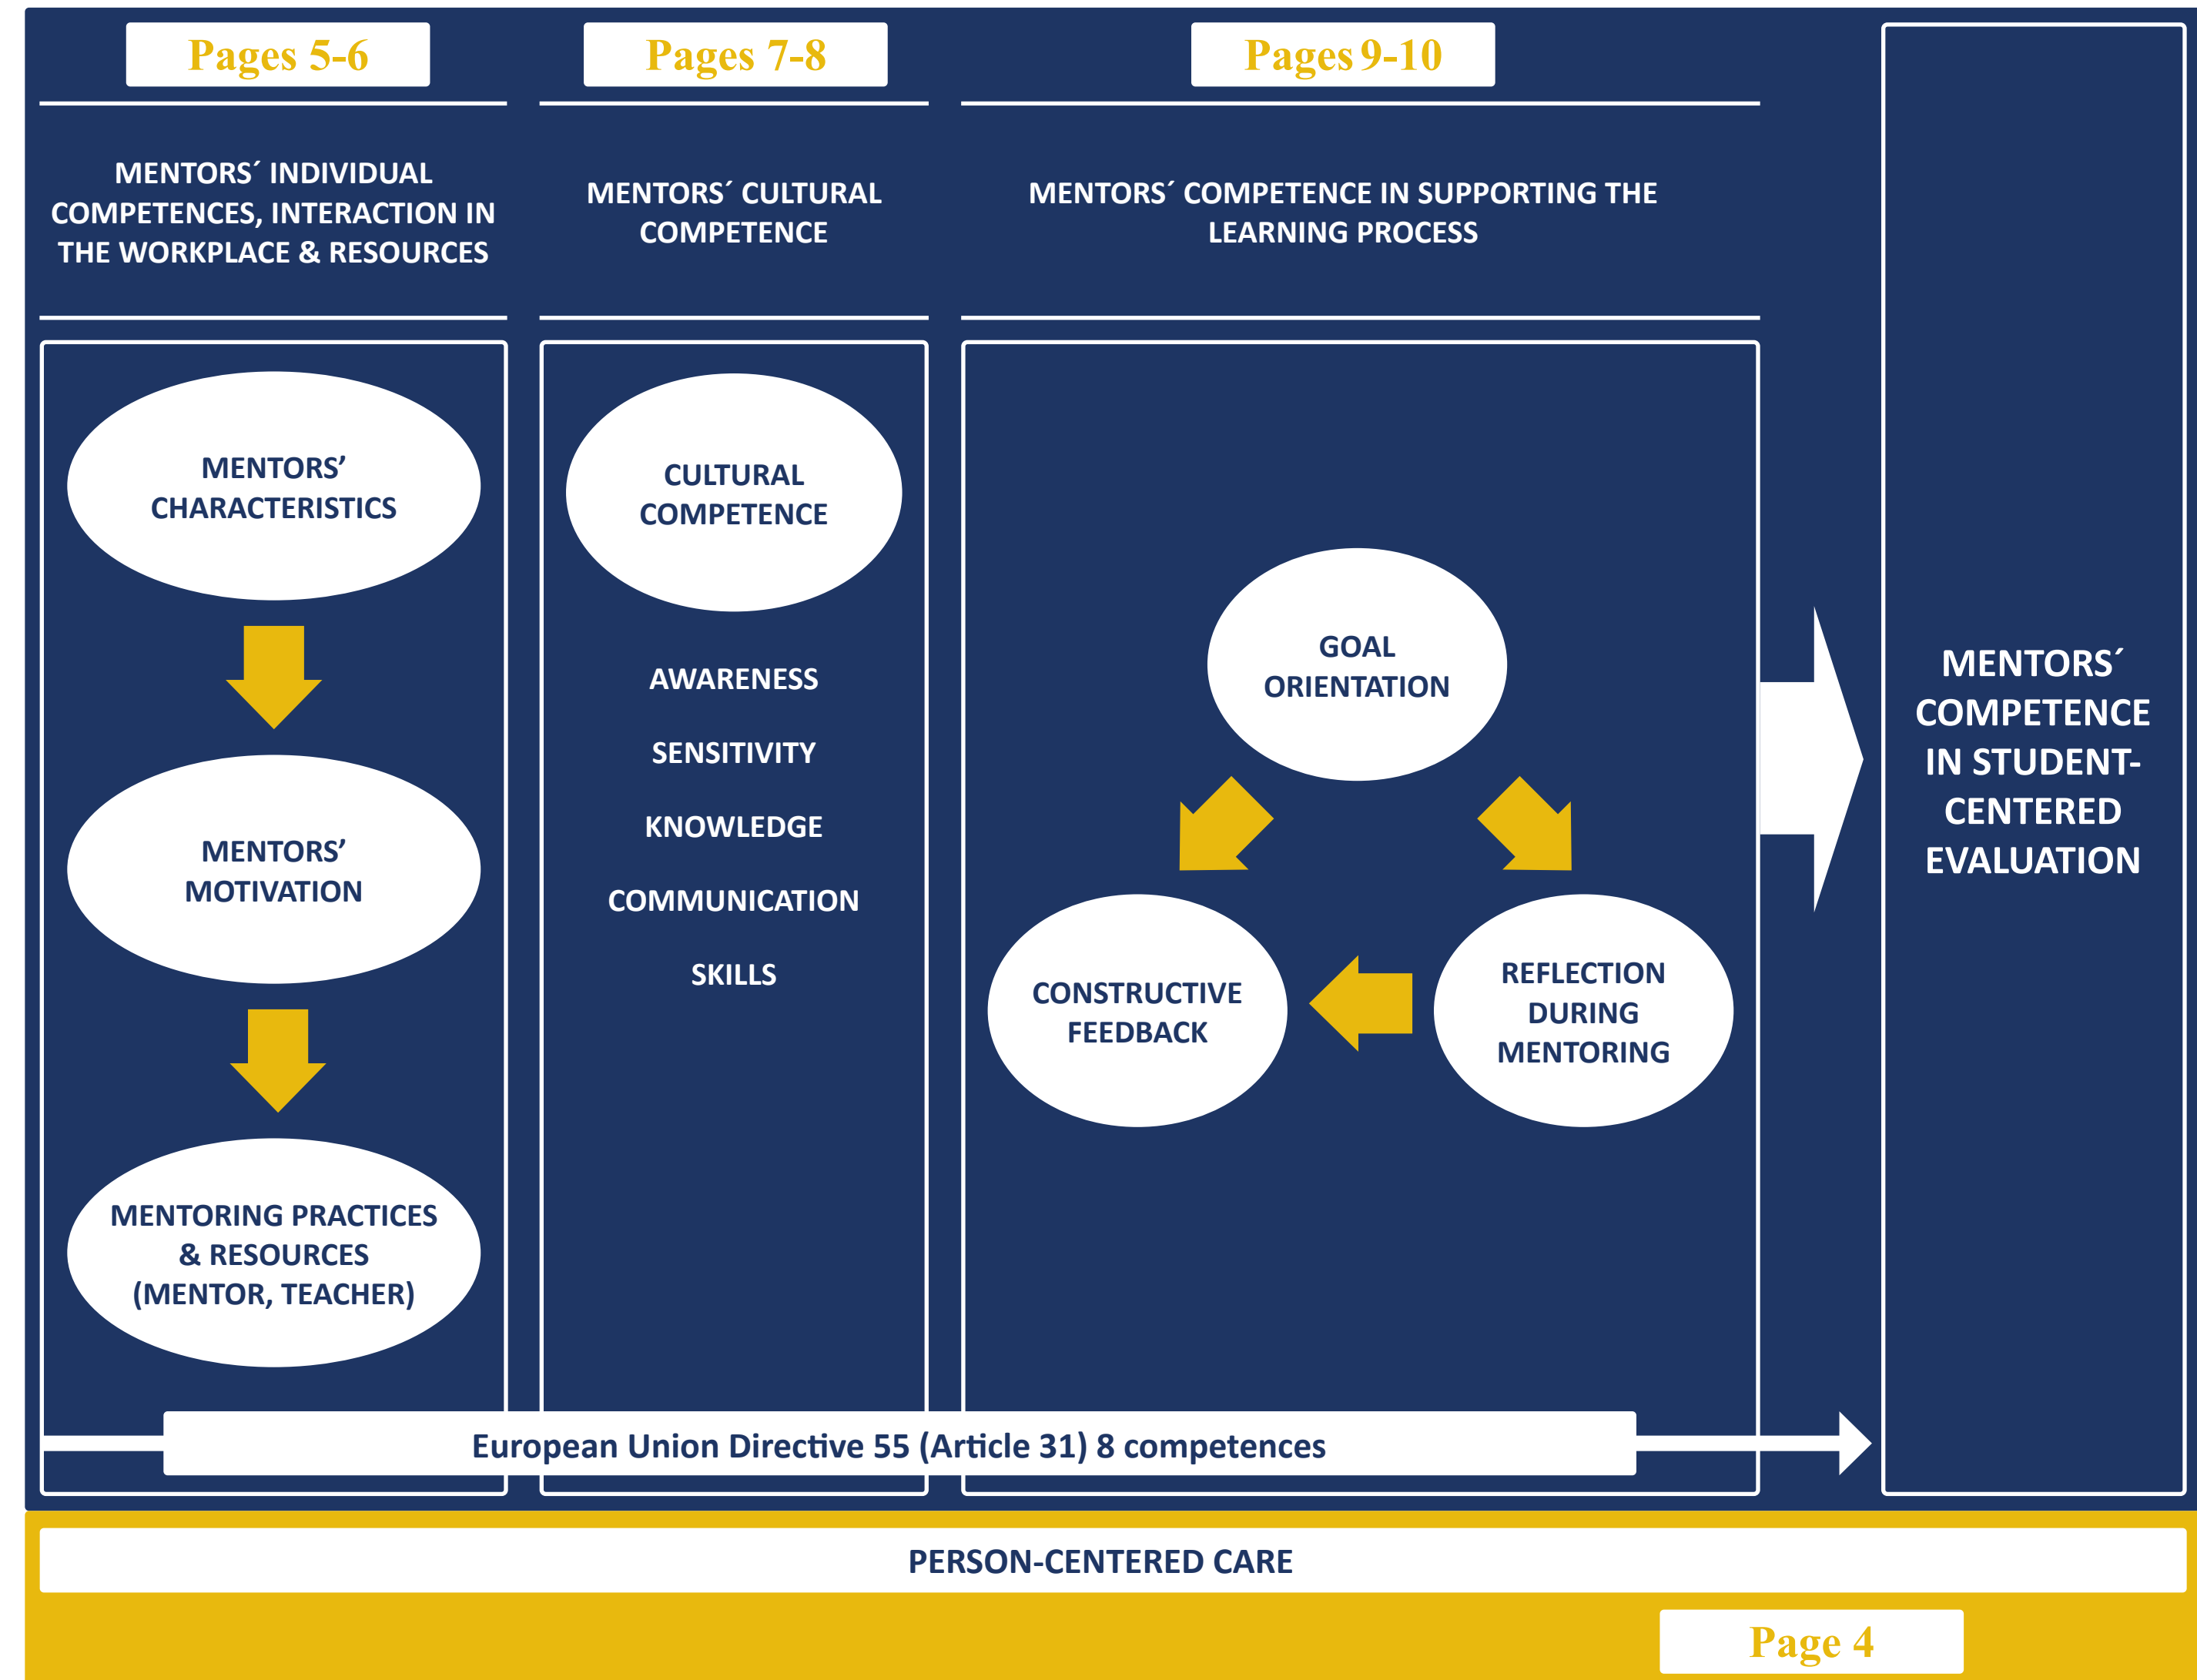 Pages 5-6
Pages 7-8
Pages 9-10
MENTORS´ INDIVIDUAL
COMPETENCES, INTERACTION IN
THE WORKPLACE & RESOURCES
MENTORS´ CULTURAL
COMPETENCE
MENTORS´ COMPETENCE IN SUPPORTING THE
LEARNING PROCESS
MENTORS’
CHARACTERISTICS
MENTORS’
MOTIVATION
MENTORING PRACTICES
& RESOURCES
(MENTOR, TEACHER)
CULTURAL
COMPETENCE
AWARENESS
SENSITIVITY
KNOWLEDGE
COMMUNICATION
SKILLS
GOAL
ORIENTATION
CONSTRUCTIVE
FEEDBACK
REFLECTION
DURING
MENTORING
MENTORS´
COMPETENCE
IN STUDENT-
CENTERED
EVALUATION
European Union Directive 55 (Article 31) 8 competences
PERSON-CENTERED CARE
Page 4